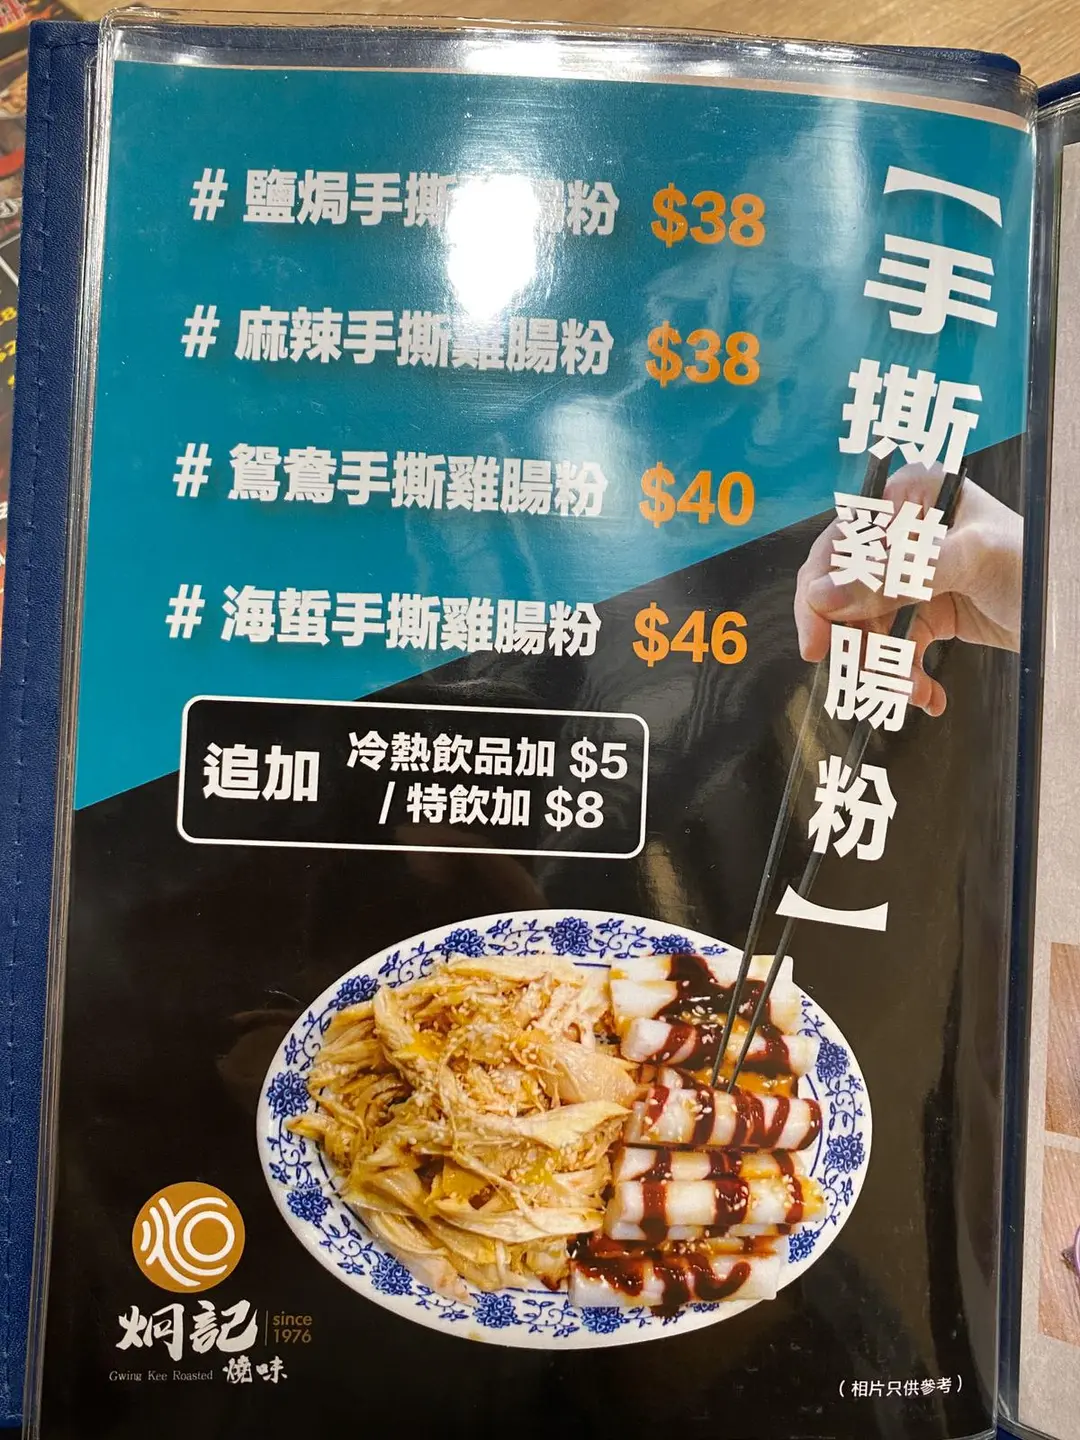 # 鹽焗手撕 粉 $38
# 麻辣手撕雞腸粉 $38
# 鴛鴦手撕雞腸粉 $40
# 海蜇手撕雞腸粉 $46
【手撕雞腸粉】
追加
冷熱飲品加 $5
/ 特飲加 $8
炯記
since
1976
Gwing Kee Roasted 燒味
（相片只供參考）